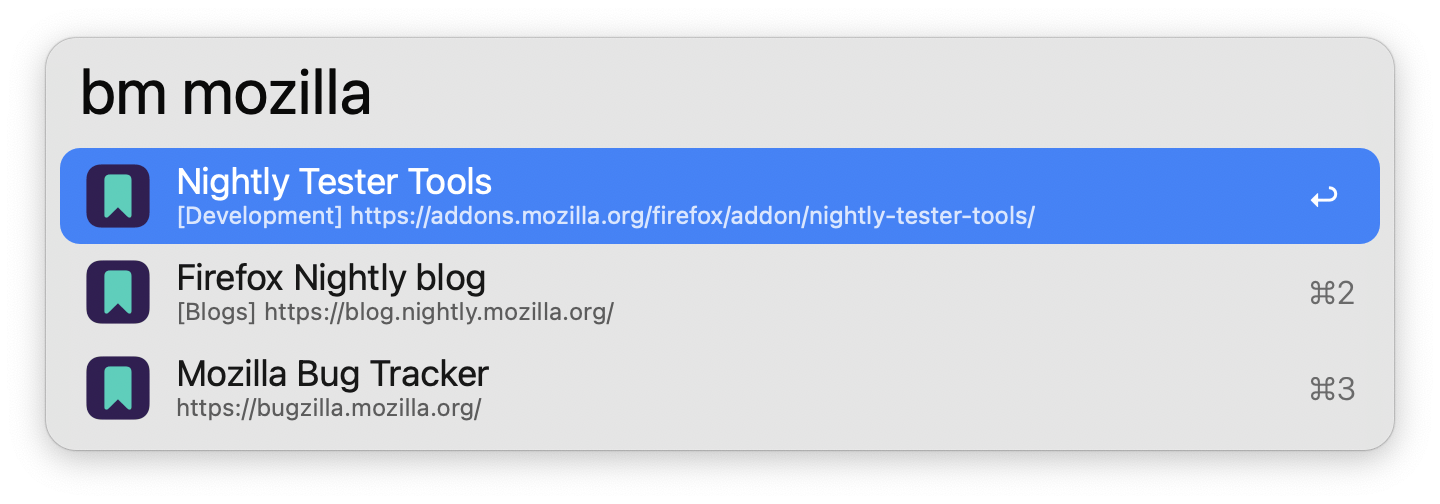 bm mozilla
Nightly Tester Tools
[Development] https://addons.mozilla.org/firefox/addon/nightly-tester-tools/
↩
Firefox Nightly blog
[Blogs] https://blog.nightly.mozilla.org/
⌘2
Mozilla Bug Tracker
https://bugzilla.mozilla.org/
⌘3